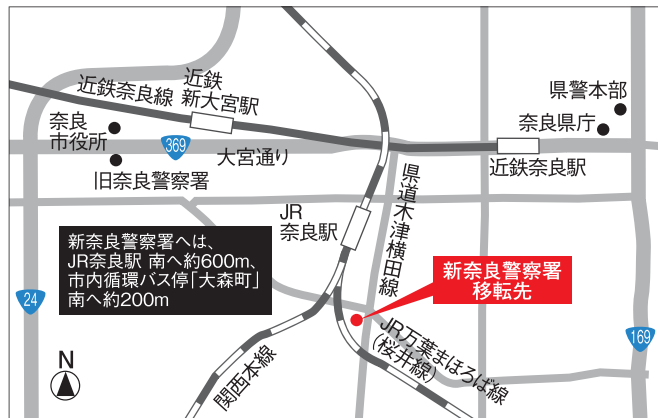 近鉄奈良線
近鉄
新大宮駅
県警本部
奈良県庁
奈良
市役所
369
大宮通り
近鉄奈良駅
旧奈良警察署
県道木津横田線
JR
奈良駅
新奈良警察署へは、
JR奈良駅 南へ約600m、
市内循環バス停「大森町」
南へ約200m
新奈良警察署
移転先
24
169
JR万葉まほろば線
(桜井線)
関西本線
N